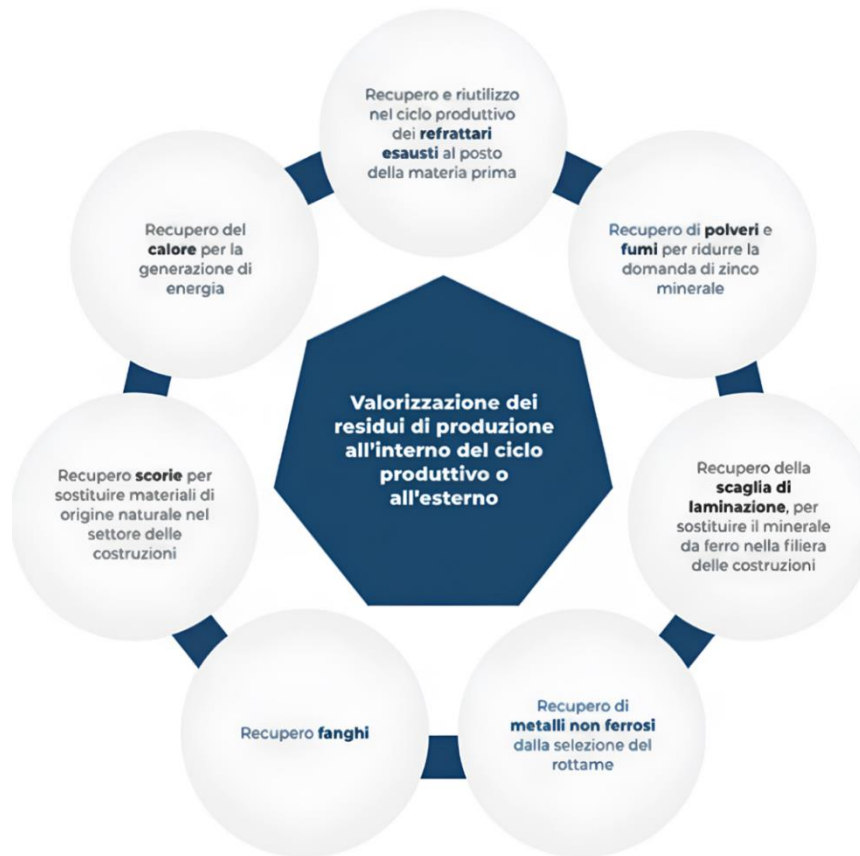 Recupero e riutilizzo
nel ciclo produttivo
dei refrattari
esausti al posto
della materia prima
Recupero di polveri e
fumi per ridurre la
domanda di zinco
minerale
Recupero della
scaglia di
laminazione, per
sostituire il minerale
da ferro nella filiera
delle costruzioni
Recupero di
metalli non ferrosi
dalla selezione del
rottame
Recupero fanghi
Recupero scorie per
sostituire materiali di
origine naturale nel
settore delle
costruzioni
Recupero del
calore per la
generazione di
energia
Valorizzazione dei
residui di produzione
all'interno del ciclo
produttivo o
all'esterno